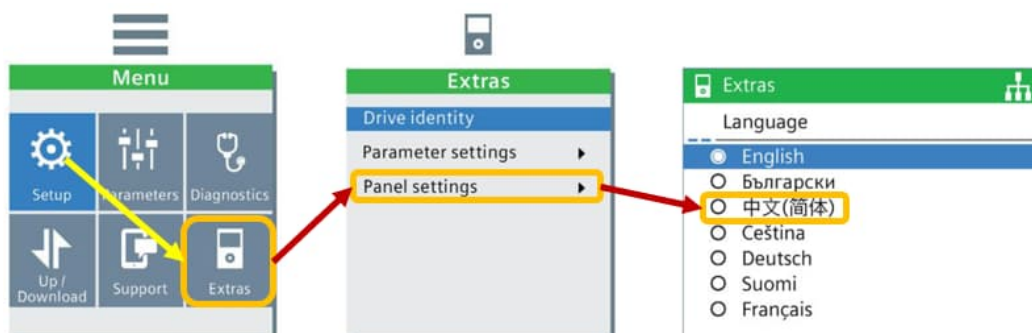 Menu
Setup
Parameters
Diagnostics
Up /
Download
Support
Extras
Extras
Drive identity
Parameter settings
Panel settings
Extras
Language
English
Български
中文(简体)
Ceština
Deutsch
Suomi
Français